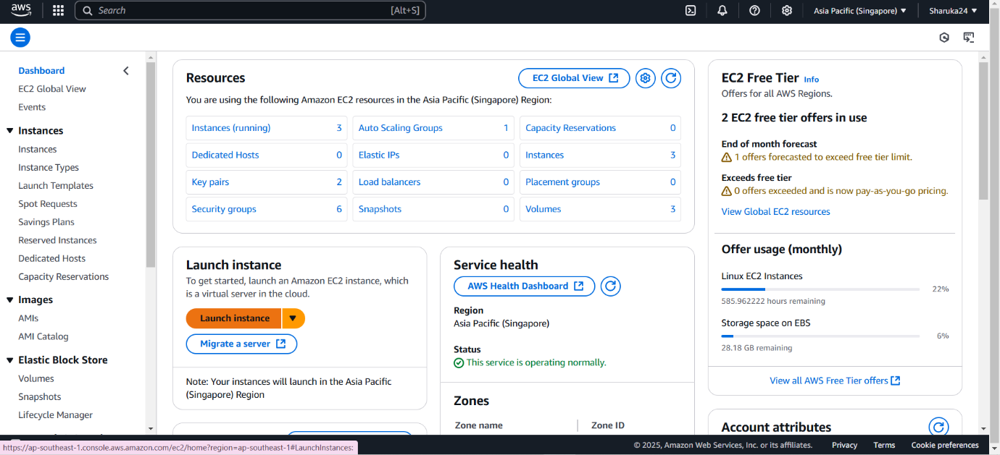 aws
Search [Alt+S]
Asia Pacific (Singapore)
Sharuka24
Dashboard
EC2 Global View
Events
Instances
Instances
Instance Types
Launch Templates
Spot Requests
Savings Plans
Reserved Instances
Dedicated Hosts
Capacity Reservations
Images
AMIs
AMI Catalog
Elastic Block Store
Volumes
Snapshots
Lifecycle Manager
Resources
EC2 Global View
You are using the following Amazon EC2 resources in the Asia Pacific (Singapore) Region:
Instances (running) 3
Auto Scaling Groups 1
Capacity Reservations 0
Dedicated Hosts 0
Elastic IPs 0
Instances 3
Key pairs 2
Load balancers 0
Placement groups 0
Security groups 6
Snapshots 0
Volumes 3
Launch instance
To get started, launch an Amazon EC2 instance, which
is a virtual server in the cloud.
Launch instance
Migrate a server
Note: Your instances will launch in the Asia Pacific
(Singapore) Region
Service health
AWS Health Dashboard
Region
Asia Pacific (Singapore)
Status
This service is operating normally.
Zones
Zone name
Zone ID
EC2 Free Tier Info
Offers for all AWS Regions.
2 EC2 free tier offers in use
End of month forecast
1 offers forecasted to exceed free tier limit.
Exceeds free tier
0 offers exceeded and is now pay-as-you-go pricing.
View Global EC2 resources
Offer usage (monthly)
Linux EC2 Instances
22%
585.962222 hours remaining
Storage space on EBS
6%
28.18 GB remaining
View all AWS Free Tier offers
Account attributes
https://ap-southeast-1.console.aws.amazon.com/ec2/home?region=ap-southeast-1#LaunchInstances:
© 2025, Amazon Web Services, Inc. or its affiliates.
Privacy
Terms
Cookie preferences